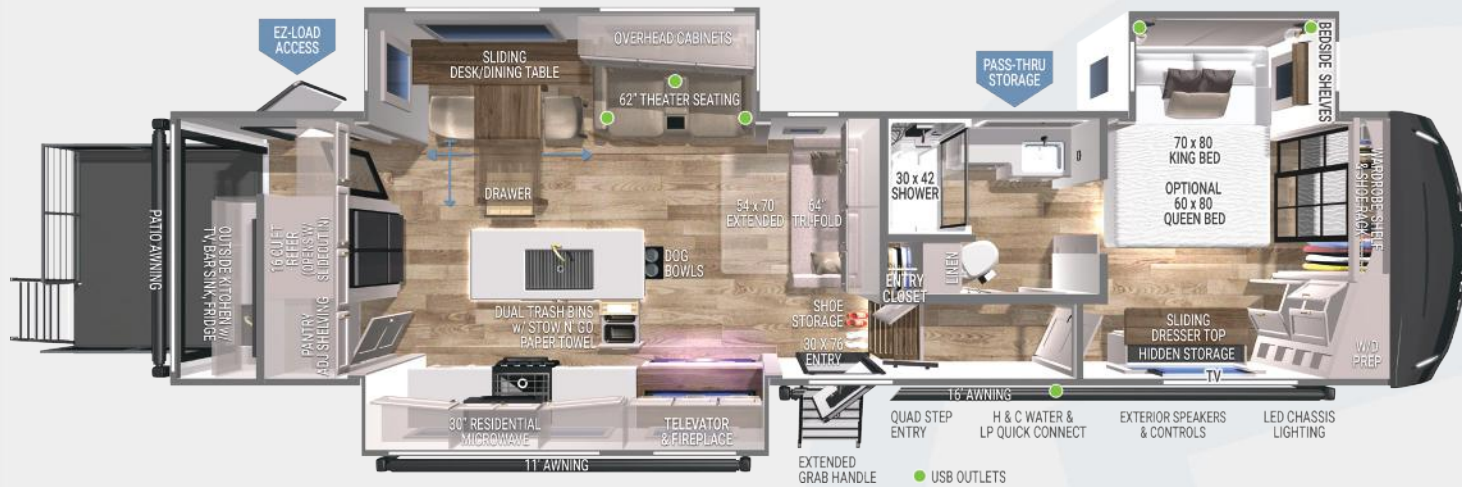 EZ-LOAD
ACCESS
SLIDING
DESK/DINING TABLE
OVERHEAD CABINETS
62" THEATER SEATING
PASS-THRU
STORAGE
BEDSIDE SHELVES
70 x 80
KING BED
OPTIONAL
60 x 80
QUEEN BED
WARDROBE SHELF
& SHOE RACK
30 x 42
SHOWER
DRAWER
54 x 70
EXTENDED
64"
TRI-FOLD
PATIO AWNING
OUTSIDE KITCHEN w/
TV, BAR SINK, FRIDGE
16 CU FT
REFER
(OPENS W/
SLIDEOUT IN)
PANTRY
ADJ SHELVING
DOG
BOWLS
ENTRY
CLOSET
LINEN
DUAL TRASH BINS
w/ STOW N' GO
PAPER TOWEL
SHOE
STORAGE
30 X 76
ENTRY
SLIDING
DRESSER TOP
HIDDEN STORAGE
TV
W/D
PREP
30" RESIDENTIAL
MICROWAVE
TELEVATOR
& FIREPLACE
11' AWNING
16' AWNING
QUAD STEP
ENTRY
H & C WATER &
LP QUICK CONNECT
EXTERIOR SPEAKERS
& CONTROLS
LED CHASSIS
LIGHTING
EXTENDED
GRAB HANDLE
USB OUTLETS